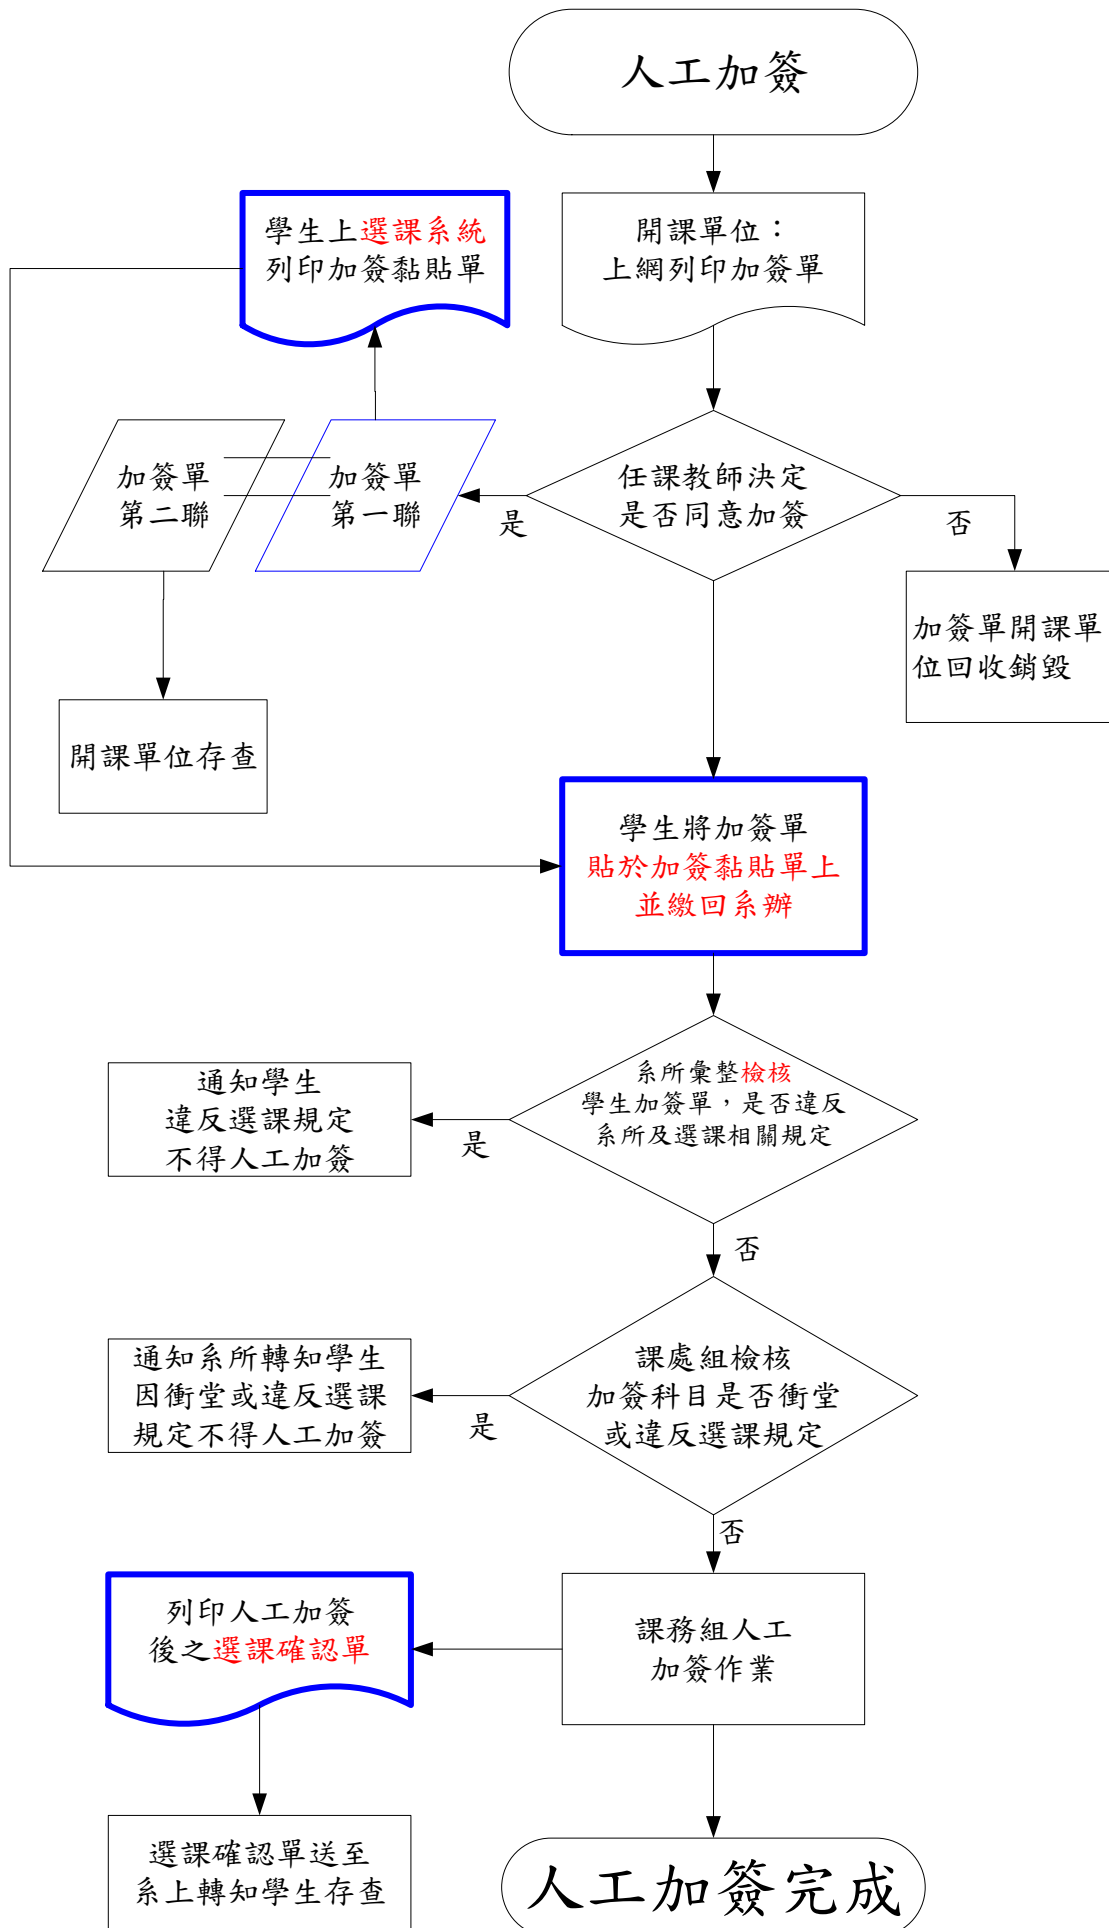 人工加簽
學生上選課系統
列印加簽黏貼單
開課單位：
上網列印加簽單
加簽單
第二聯
加簽單
第一聯
是
任課教師決定
是否同意加簽
否
加簽單開課單
位回收銷毀
開課單位存查
學生將加簽單
貼於加簽黏貼單上
並繳回系辦
系所彙整檢核
學生加簽單，是否違反
系所及選課相關規定
是
通知學生
違反選課規定
不得人工加簽
否
課處組檢核
加簽科目是否衝堂
或違反選課規定
是
通知系所轉知學生
因衝堂或違反選課
規定不得人工加簽
否
課務組人工
加簽作業
列印人工加簽
後之選課確認單
選課確認單送至
系上轉知學生存查
人工加簽完成